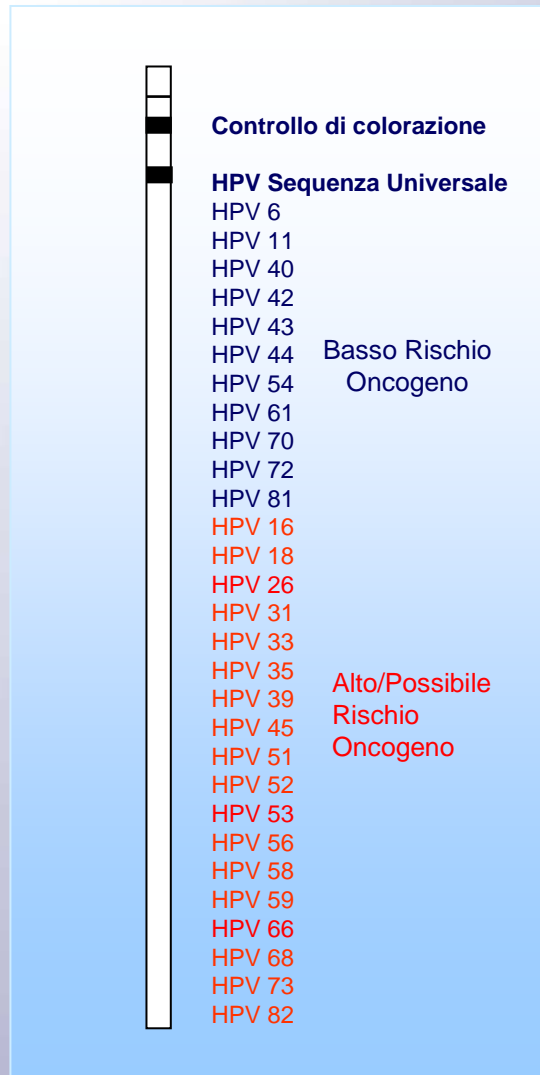 Controllo di colorazione
HPV Sequenza Universale
HPV 6
HPV 11
HPV 40
HPV 42
HPV 43
HPV 44
HPV 54
HPV 61
HPV 70
HPV 72
HPV 81
Basso Rischio
Oncogeno
HPV 16
HPV 18
HPV 26
HPV 31
HPV 33
HPV 35
HPV 39
HPV 45
HPV 51
HPV 52
HPV 53
HPV 56
HPV 58
HPV 59
HPV 66
HPV 68
HPV 73
HPV 82
Alto/Possibile
Rischio
Oncogeno